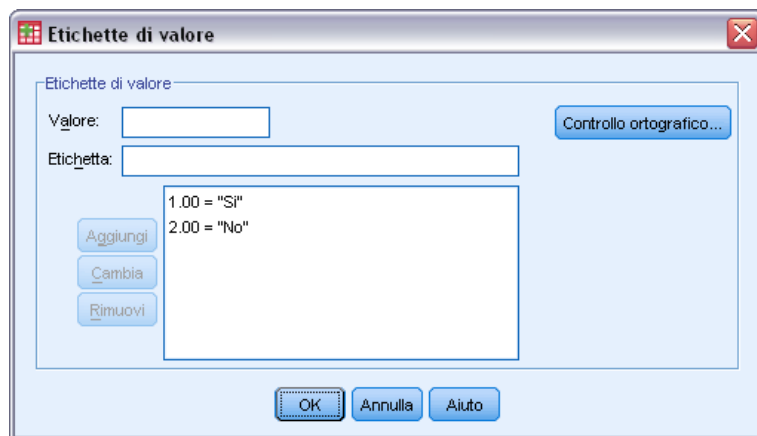 Etichette di valore
Etichette di valore
Valore:
Controllo ortografico...
Etichetta:
1.00 = "Si"
2.00 = "No"
Aggiungi
Cambia
Rimuovi
OK Annulla Aiuto